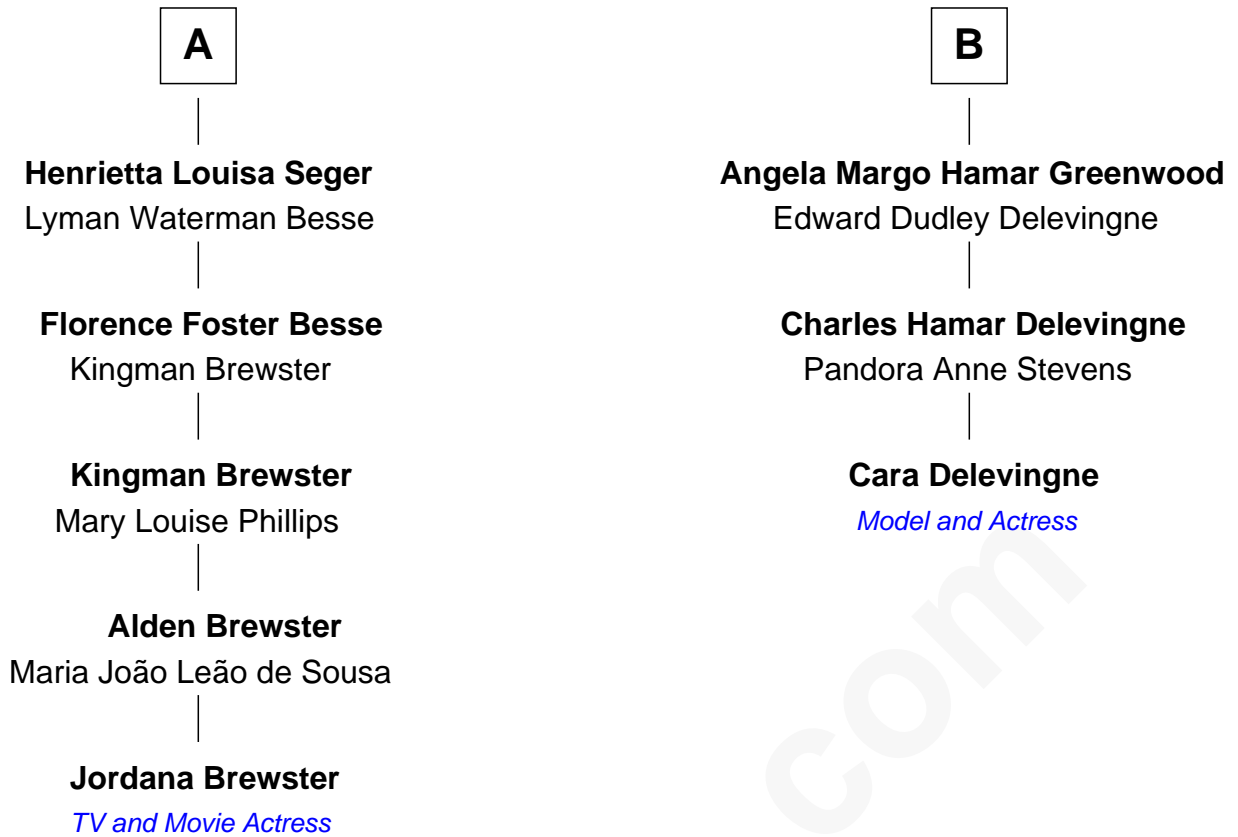 A
Henrietta Louisa Seger
Lyman Waterman Besse
Florence Foster Besse
Kingman Brewster
Kingman Brewster
Mary Louise Phillips
Alden Brewster
Maria João Leão de Sousa
Jordana Brewster
TV and Movie Actress
B
Angela Margo Hamar Greenwood
Edward Dudley Delevingne
Charles Hamar Delevingne
Pandora Anne Stevens
Cara Delevingne
Model and Actress
com